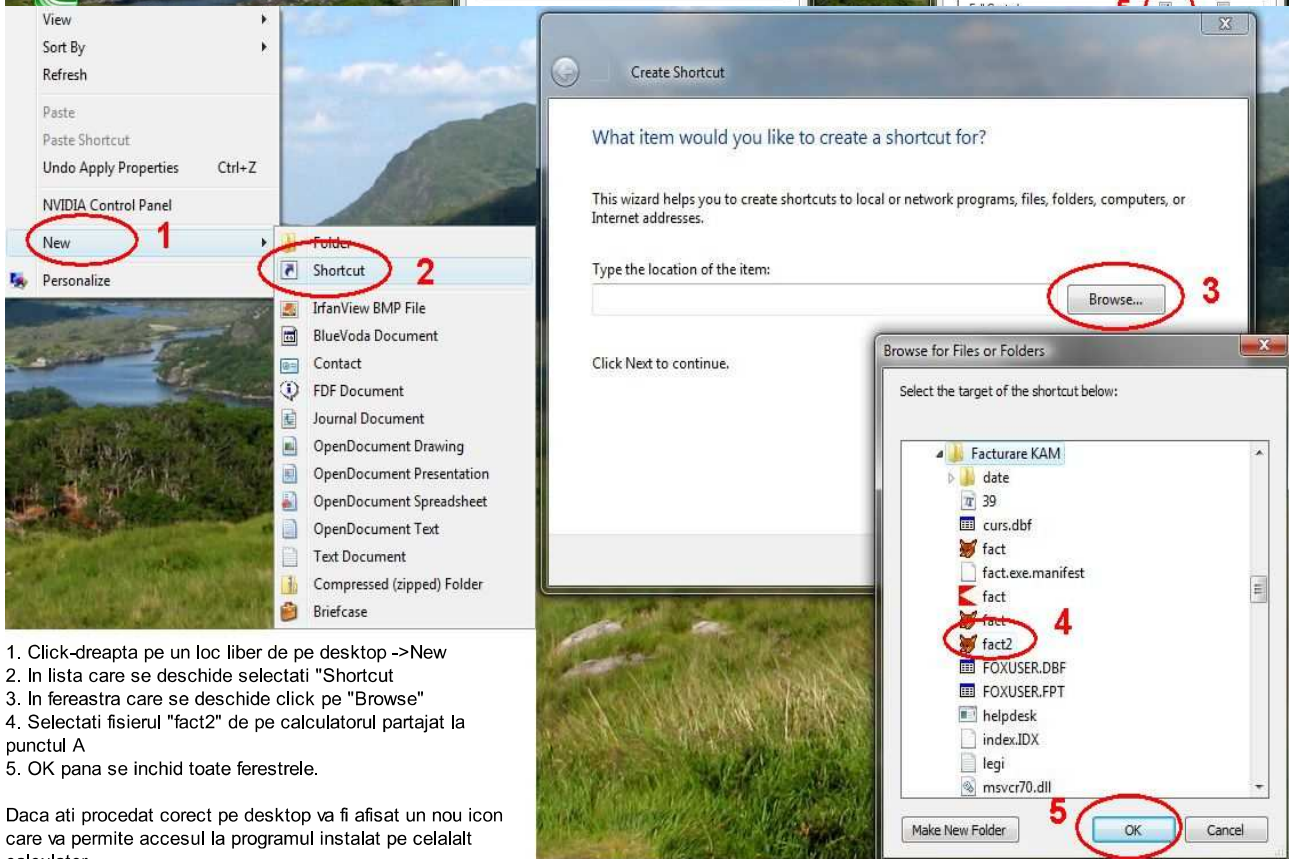 View
Sort By
Refresh
Paste
Paste Shortcut
Undo Apply Properties Ctrl+Z
NVIDIA Control Panel
New 1
Personalize
Folder
Shortcut 2
IrfanView BMP File
BlueVoda Document
Contact
FDF Document
Journal Document
OpenDocument Drawing
OpenDocument Presentation
OpenDocument Spreadsheet
OpenDocument Text
Text Document
Compressed (zipped) Folder
Briefcase
Create Shortcut
What item would you like to create a shortcut for?
This wizard helps you to create shortcuts to local or network programs, files, folders, computers, or
Internet addresses.
Type the location of the item:
Browse... 3
Click Next to continue.
Browse for Files or Folders
Select the target of the shortcut below:
Facturare KAM
date
39
curs.dbf
fact
fact.exe.manifest
fact
fact 4
fact2
FOXUSER.DBF
FOXUSER.FPT
helpdesk
index.IDX
legi
msvcr70.dll
5
Make New Folder OK Cancel
1. Click-dreapta pe un loc liber de pe desktop ->New
2. In lista care se deschide selectati "Shortcut
3. In fereastra care se deschide click pe "Browse"
4. Selectati fisierul "fact2" de pe calculatorul partajat la
punctul A
5. OK pana se inchid toate ferestrele.
Daca ati procedat corect pe desktop va fi afisat un nou icon
care va permite accesul la programul instalat pe celalalt